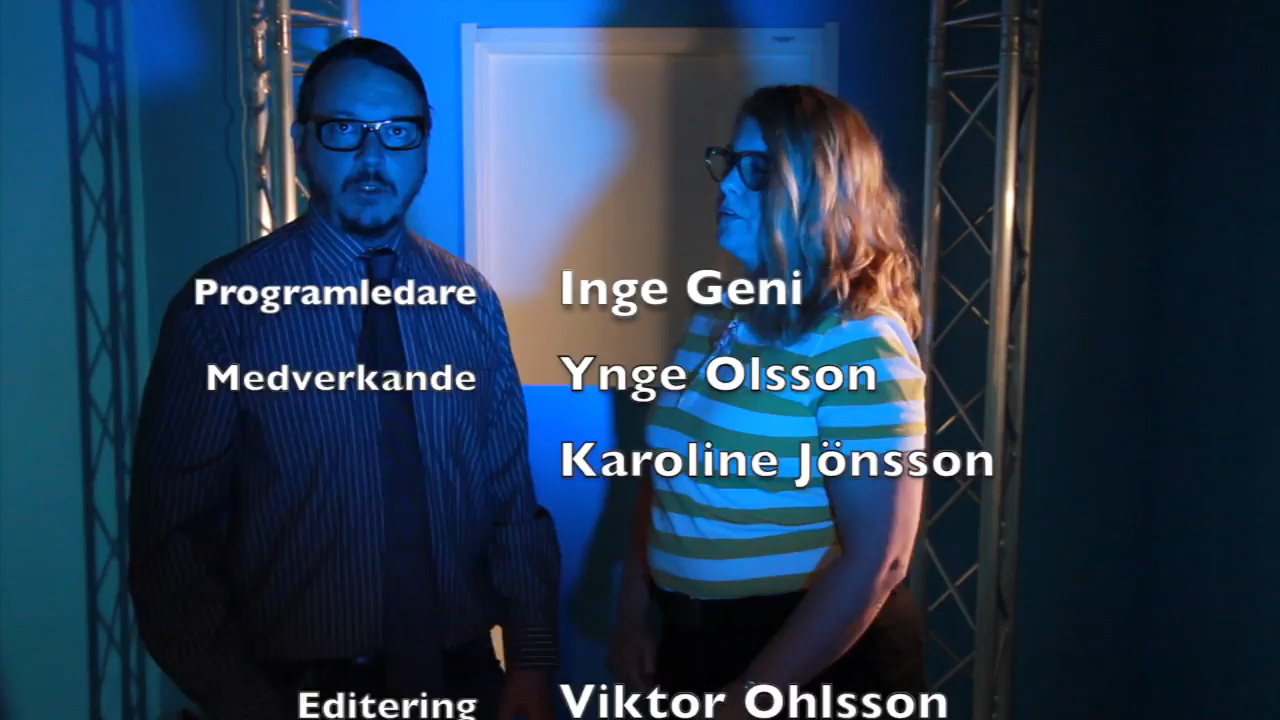 Programledare Inge Geni
Medverkande Ynge Olsson
Karoline Jönsson
Editering Viktor Ohlsson